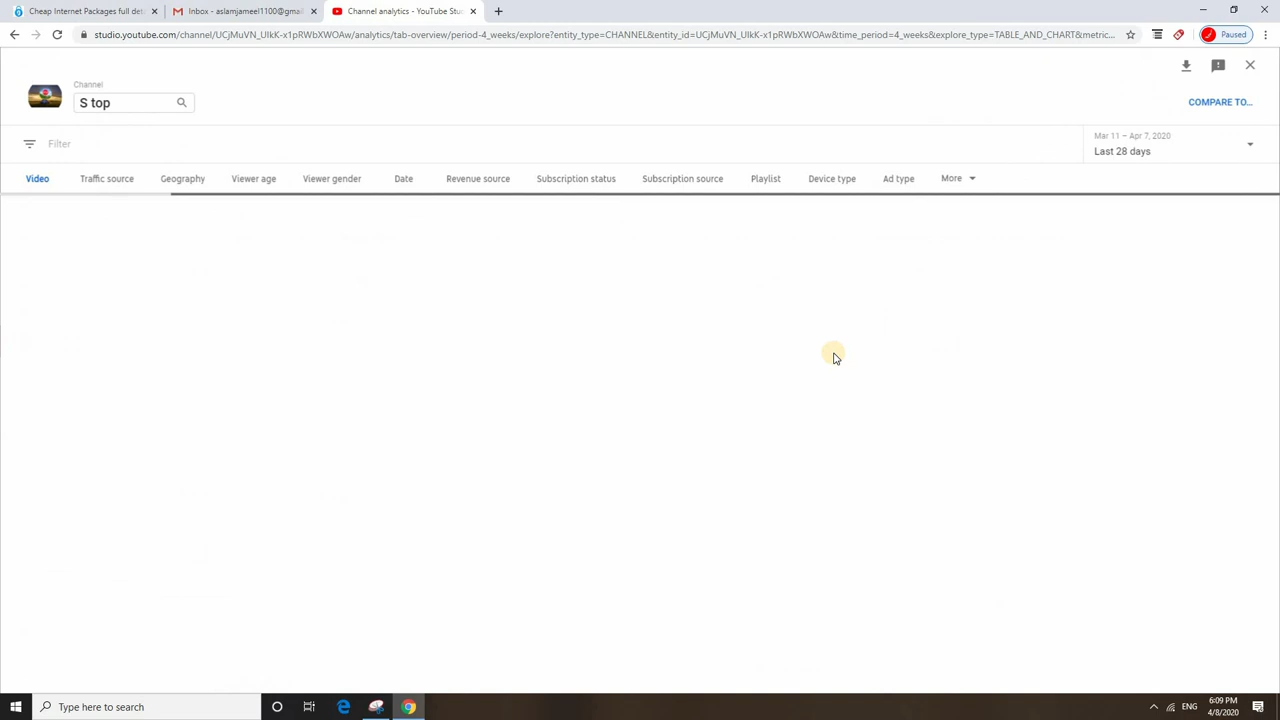 Cheap Internet Packages full det
Inbox - aslamjameel1100@gma
Channel analytics - YouTube Stu
studio.youtube.com/channel/UCjMuVN_UIkK-x1pRWbXWOAw/analytics/tab-overview/period-4_weeks/explore?entity_type=CHANNEL&entity_id=UCjMuVN_UIkK-x1pRWbXWOAw&time_period=4_weeks&explore_type=TABLE_AND_CHART&metric...
Paused
Channel
S top
COMPARE TO...
Filter
Mar 11 – Apr 7, 2020
Last 28 days
Video Traffic source Geography Viewer age Viewer gender Date Revenue source Subscription status Subscription source Playlist Device type Ad type More
Type here to search
ENG
6:09 PM
4/8/2020